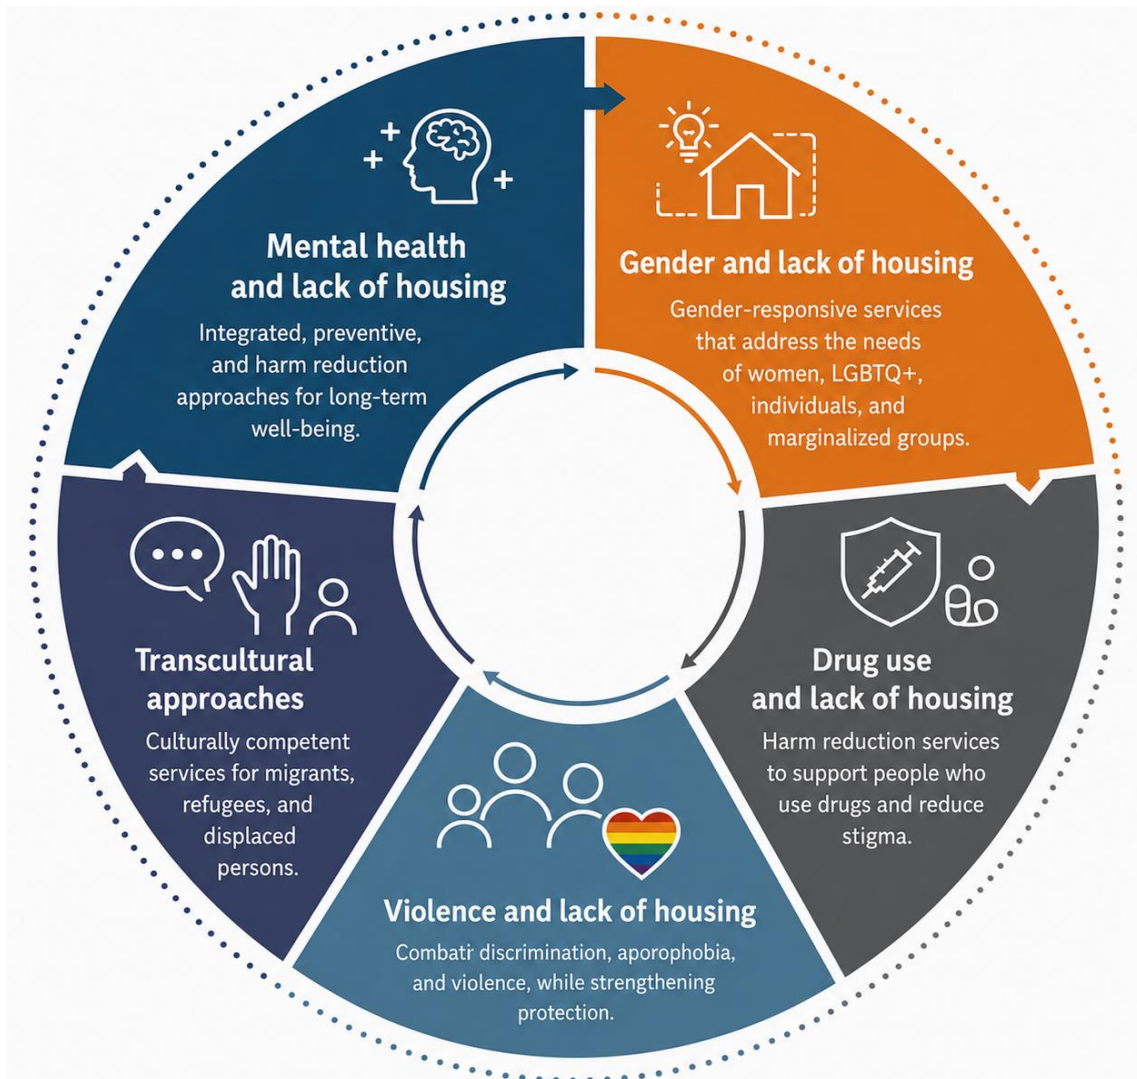 Mental health
and lack of housing
Integrated, preventive,
and harm reduction
approaches for long-term
well-being.
Gender and lack of housing
Gender-responsive services
that address the needs
of women, LGBTQ+,
individuals, and
marginalized groups.
Drug use
and lack of housing
Harm reduction services
to support people who
use drugs and reduce
stigma.
Violence and lack of housing
Combatr discrimination, aporophobia,
and violence, while strengthening
protection.
Transcultural
approaches
Culturally competent
services for migrants,
refugees, and
displaced
persons.